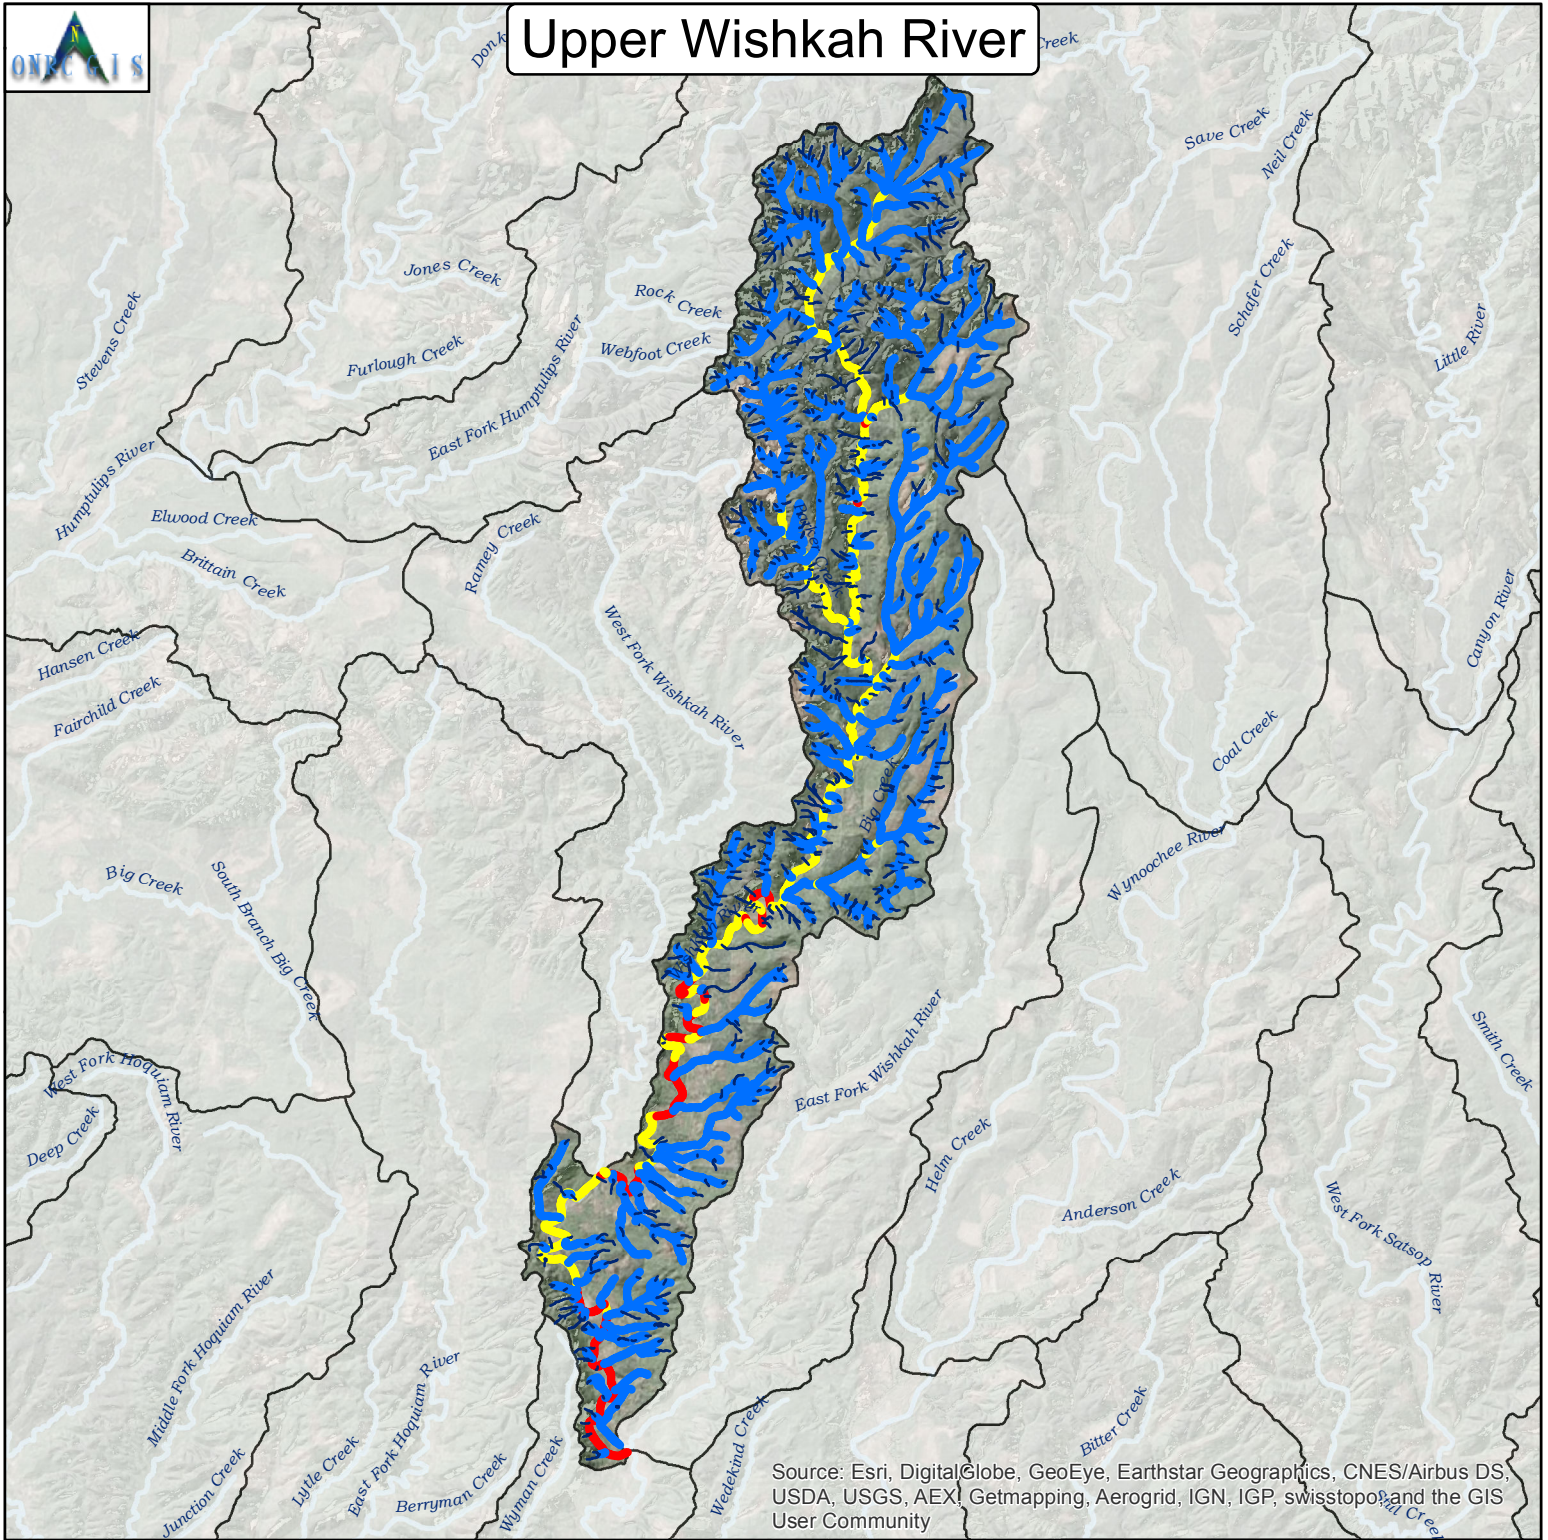 ONRC GIS
N
Upper Wishkah River
Creek
Save Creek
Neil Creek
Jones Creek
Rock Creek
Schafer Creek
Stevens Creek
Furlough Creek
Webfoot Creek
Little River
East Fork Humptulips River
Humptulips River
Elwood Creek
Ramey Creek
Brittain Creek
West Fork Wishkah River
Canyon River
Hansen Creek
Fairchild Creek
Coal Creek
Big Creek
Wynoochee River
Big Creek
South Branch Big Creek
Wishkah River
East Fork Wishkah River
Smith Creek
West Fork Hoquiam River
Deep Creek
Helm Creek
Anderson Creek
West Fork Satsop River
Middle Fork Hoquiam River
East Fork Hoquiam River
Wedekind Creek
Bitter Creek
Junction Creek
Lytle Creek
Berryman Creek
Wyman Creek
Source: Esri, DigitalGlobe, GeoEye, Earthstar Geographics, CNES/Airbus DS,
USDA, USGS, AEX, Getmapping, Aerogrid, IGN, IGP, swisstopo, and the GIS
User Community